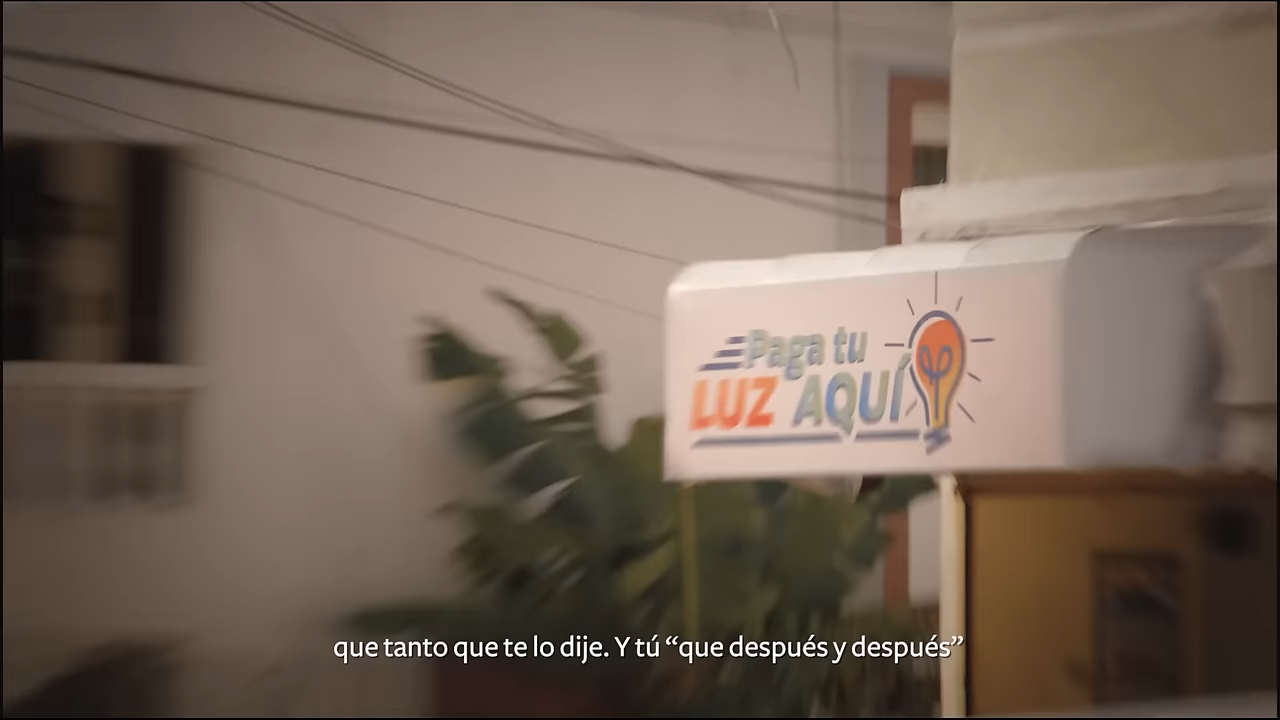 Paga tu
LUZ AQUÍ
que tanto que te lo dije. Y tú “que después y después”